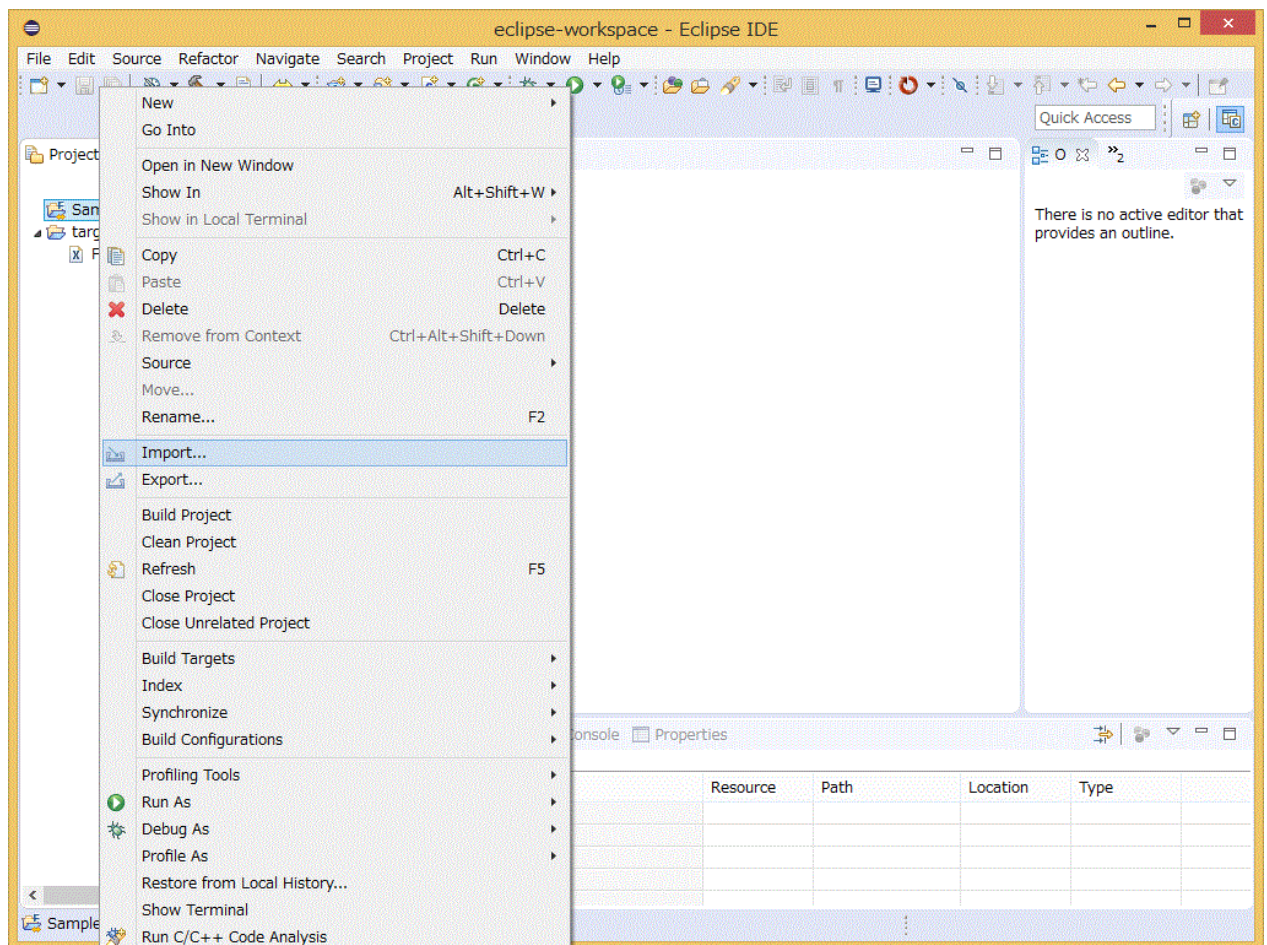 eclipse-workspace - Eclipse IDE
File Edit Source Refactor Navigate Search Project Run Window Help
Quick Access
Project
O
2
There is no active editor that
provides an outline.
New
Go Into
Open in New Window
Show In Alt+Shift+W
Show in Local Terminal
Copy Ctrl+C
Paste Ctrl+V
Delete Delete
Remove from Context Ctrl+Alt+Shift+Down
Source
Move...
Rename... F2
Import...
Export...
Build Project
Clean Project
Refresh F5
Close Project
Close Unrelated Project
Build Targets
Index
Synchronize
Build Configurations
Profiling Tools
Run As
Debug As
Profile As
Restore from Local History...
Show Terminal
Run C/C++ Code Analysis
onsole Properties
Resource Path Location Type
Sample